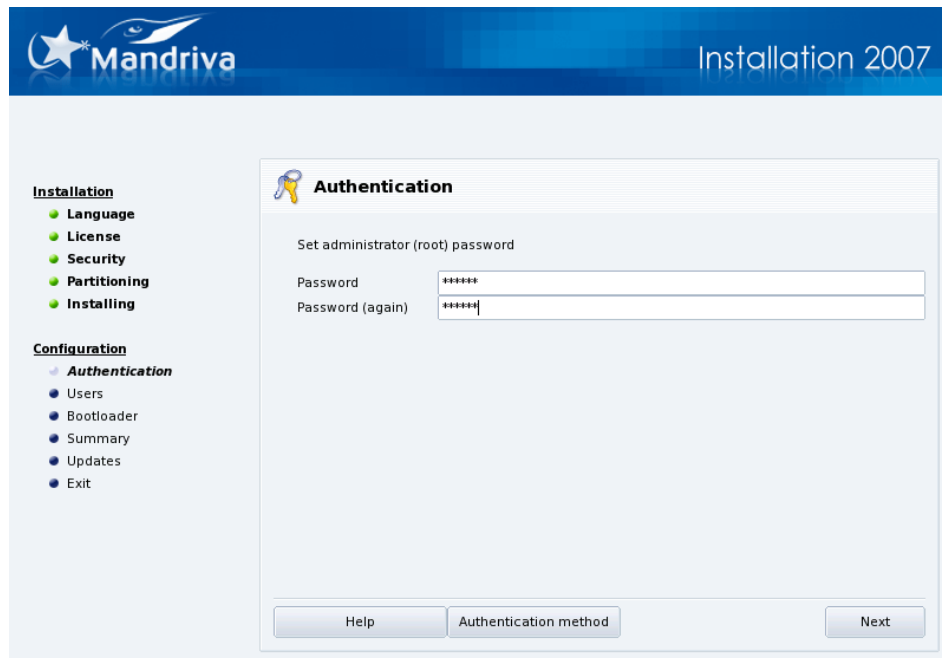 Mandriva
Installation 2007
Installation
Language
License
Security
Partitioning
Installing
Configuration
Authentication
Users
Bootloader
Summary
Updates
Exit
Authentication
Set administrator (root) password
Password ******
Password (again) ******
Help Authentication method Next